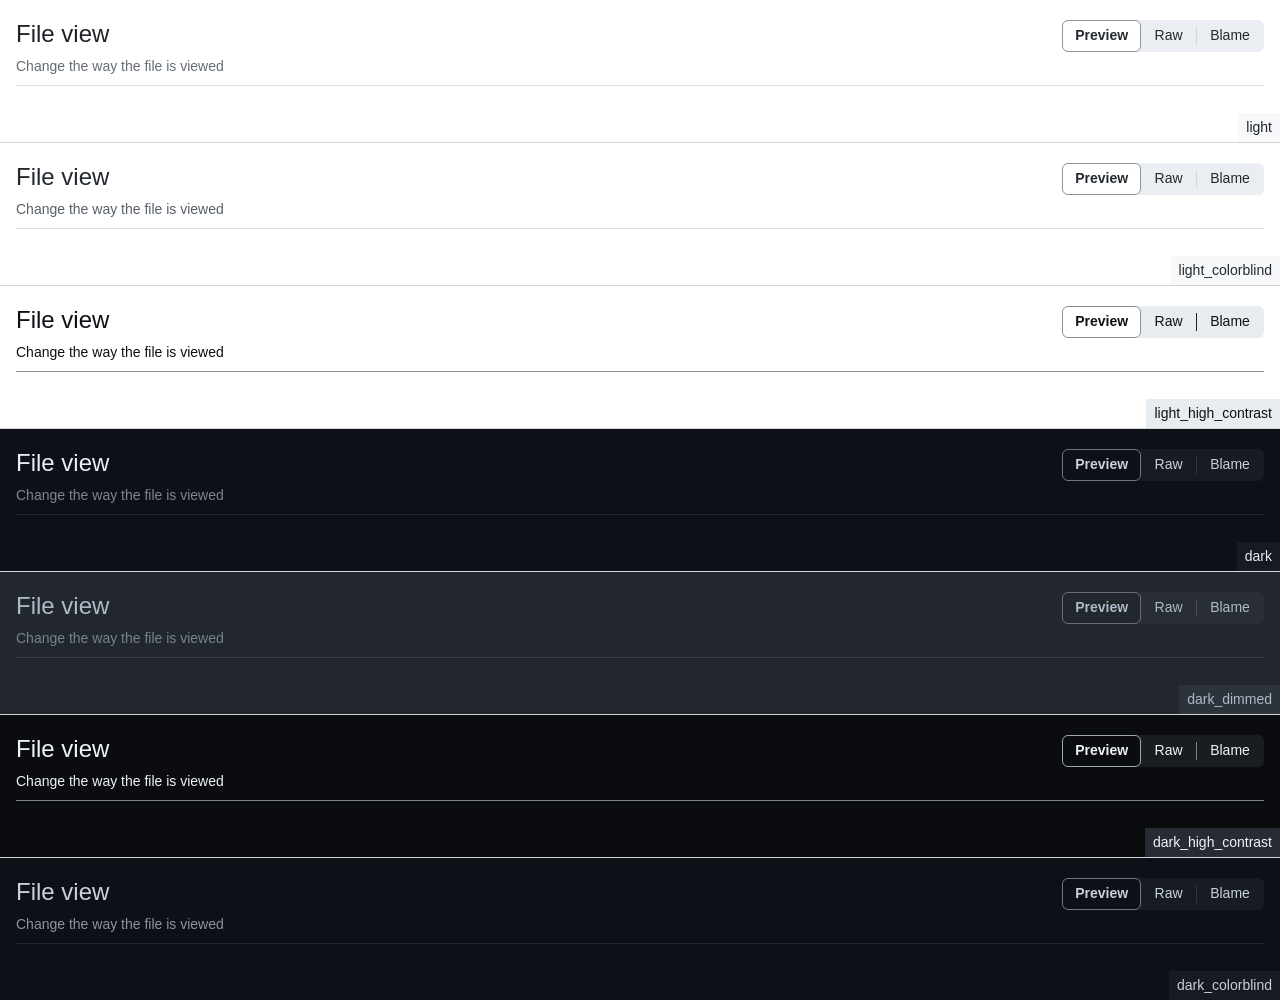 File view Preview Raw Blame
Change the way the file is viewed
light
File view Preview Raw Blame
Change the way the file is viewed
light_colorblind
File view Preview Raw Blame
Change the way the file is viewed
light_high_contrast
File view Preview Raw Blame
Change the way the file is viewed
dark
File view Preview Raw Blame
Change the way the file is viewed
dark_dimmed
File view Preview Raw Blame
Change the way the file is viewed
dark_high_contrast
File view Preview Raw Blame
Change the way the file is viewed
dark_colorblind